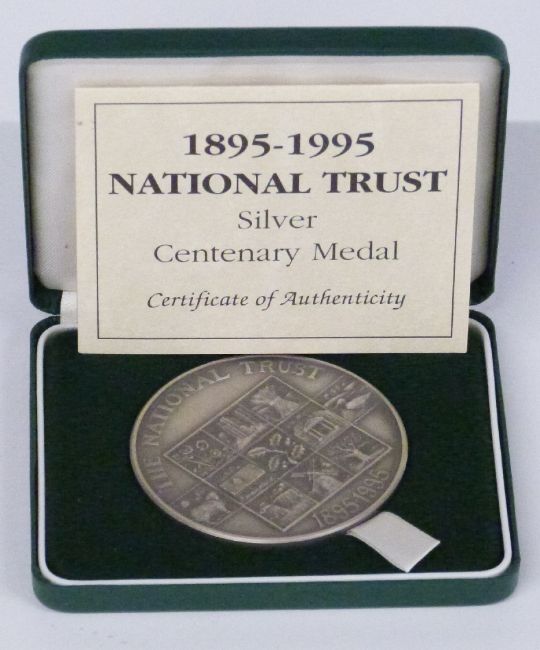 1895-1995
NATIONAL TRUST
Silver
Centenary Medal
Certificate of Authenticity
THE NATIONAL TRUST
1895-1995